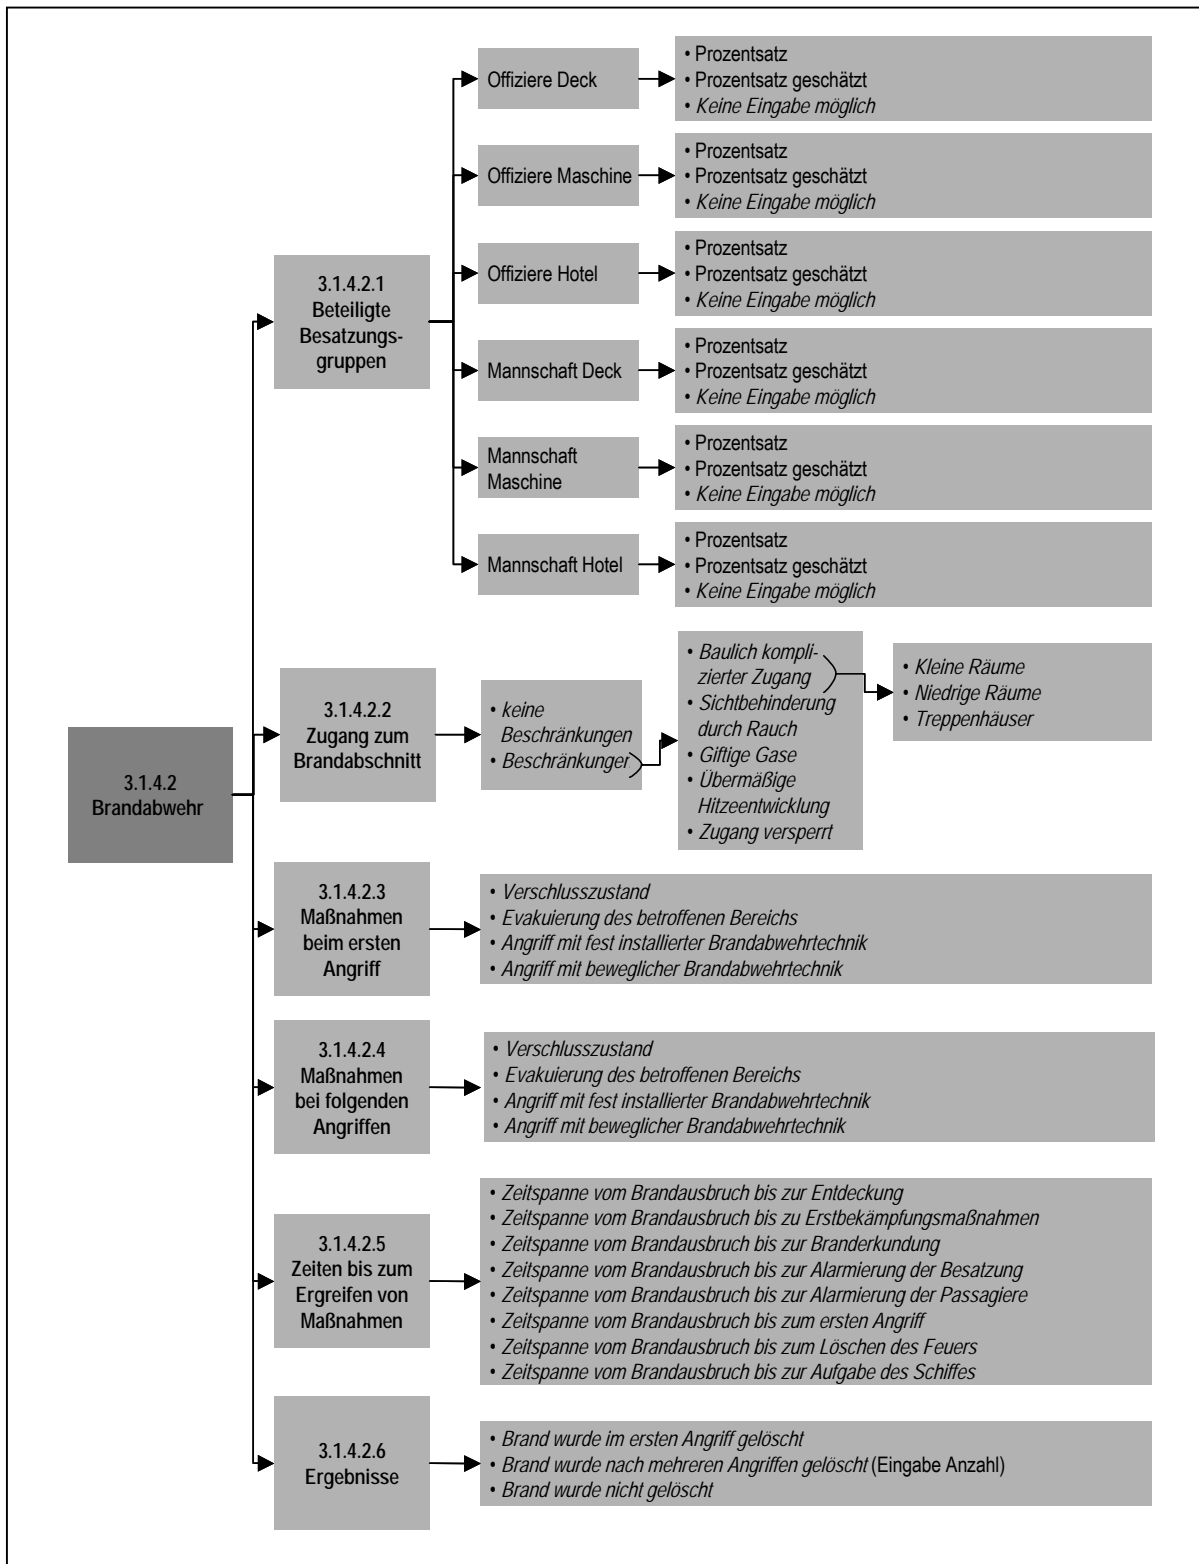 • Prozentsatz
Offiziere Deck
• Prozentsatz geschätzt
• Keine Eingabe möglich
• Prozentsatz
Offiziere Maschine
• Prozentsatz geschätzt
• Keine Eingabe möglich
• Prozentsatz
Offiziere Hotel
• Prozentsatz geschätzt
• Keine Eingabe möglich
3.1.4.2.1
Beteiligte
Besatzungs-
gruppen
• Prozentsatz
Mannschaft Deck
• Prozentsatz geschätzt
• Keine Eingabe möglich
Mannschaft
Maschine
• Prozentsatz
• Prozentsatz geschätzt
• Keine Eingabe möglich
Mannschaft Hotel
• Prozentsatz
• Prozentsatz geschätzt
• Keine Eingabe möglich
3.1.4.2
Brandabwehr
3.1.4.2.2
Zugang zum
Brandabschnitt
• keine
Beschränkungen
• Beschränkunger
• Baulich kompli-
zierter Zugang
• Sichtbehinderung
durch Rauch
• Giftige Gase
• Übermäßige
Hitzeentwicklung
• Zugang versperrt
• Kleine Räume
• Niedrige Räume
• Treppenhäuser
3.1.4.2.3
Maßnahmen
beim ersten
Angriff
• Verschlusszustand
• Evakuierung des betroffenen Bereichs
• Angriff mit fest installierter Brandabwehrtechnik
• Angriff mit beweglicher Brandabwehrtechnik
3.1.4.2.4
Maßnahmen
bei folgenden
Angriffen
• Verschlusszustand
• Evakuierung des betroffenen Bereichs
• Angriff mit fest installierter Brandabwehrtechnik
• Angriff mit beweglicher Brandabwehrtechnik
3.1.4.2.5
Zeiten bis zum
Ergreifen von
Maßnahmen
• Zeitspanne vom Brandausbruch bis zur Entdeckung
• Zeitspanne vom Brandausbruch bis zu Erstbekämpfungsmaßnahmen
• Zeitspanne vom Brandausbruch bis zur Branderkundung
• Zeitspanne vom Brandausbruch bis zur Alarmierung der Besatzung
• Zeitspanne vom Brandausbruch bis zur Alarmierung der Passagiere
• Zeitspanne vom Brandausbruch bis zum ersten Angriff
• Zeitspanne vom Brandausbruch bis zum Löschen des Feuers
• Zeitspanne vom Brandausbruch bis zur Aufgabe des Schiffes
3.1.4.2.6
Ergebnisse
• Brand wurde im ersten Angriff gelöscht
• Brand wurde nach mehreren Angriffen gelöscht (Eingabe Anzahl)
• Brand wurde nicht gelöscht